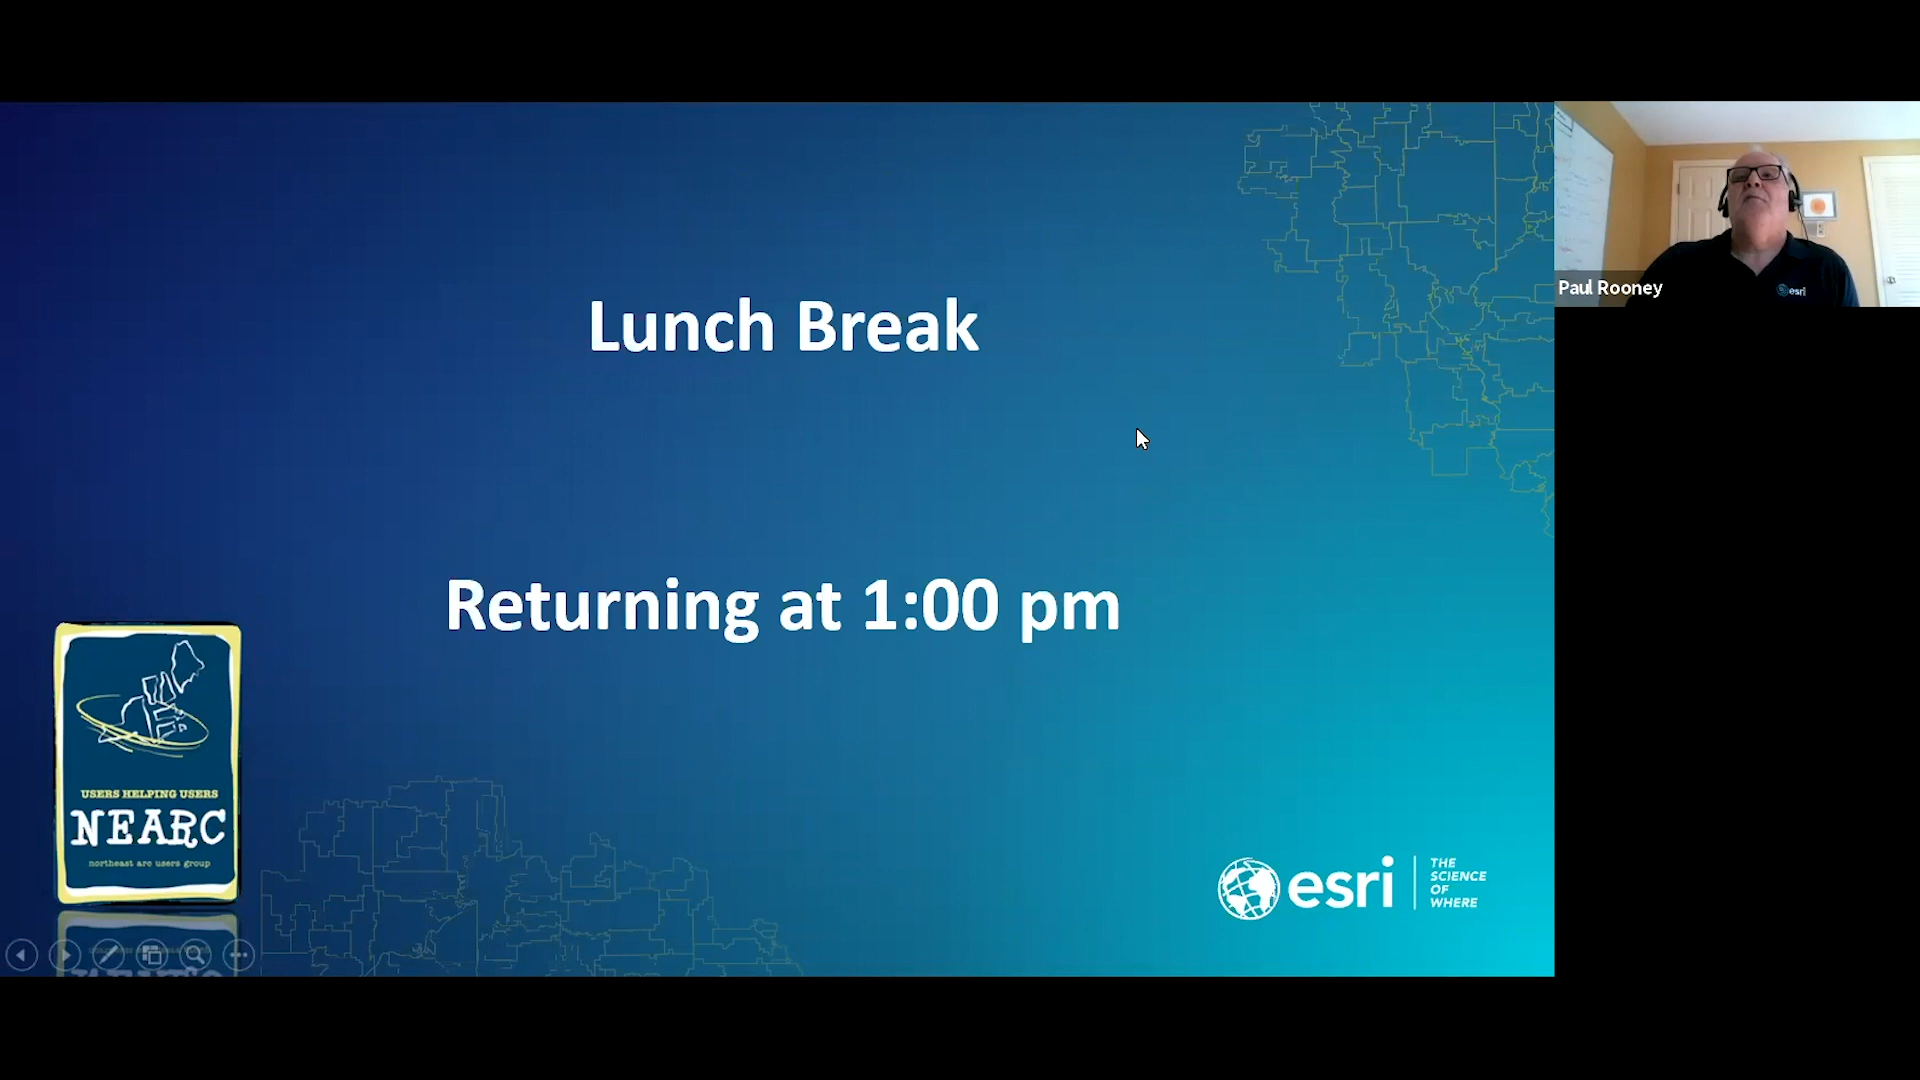 Lunch Break
Returning at 1:00 pm
USERS HELPING USERS
NEARC
northeast arc users group
esri
THE
SCIENCE
OF
WHERE
Paul Rooney
esri